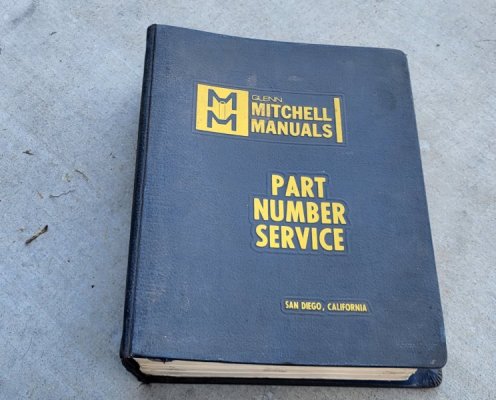 GLENN
MITCHELL
MANUALS
PART
NUMBER
SERVICE
SAN DIEGO, CALIFORNIA